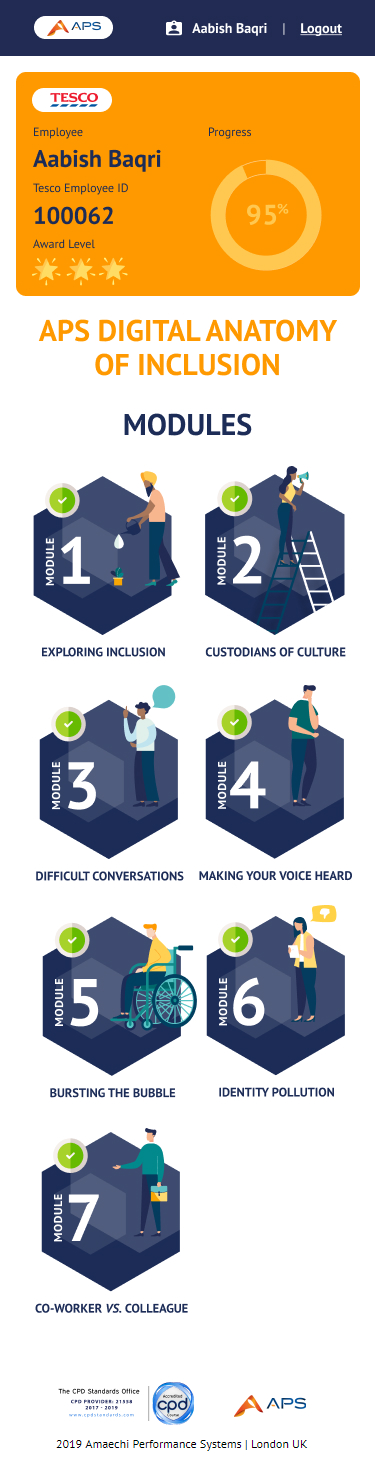 APS
Aabish Baqri | Logout
TESCO
Employee
Progress
Aabish Baqri
Tesco Employee ID
100062
95%
Award Level
APS DIGITAL ANATOMY
OF INCLUSION
MODULES
MODULE 1
MODULE 2
EXPLORING INCLUSION
CUSTODIANS OF CULTURE
MODULE 3
MODULE 4
DIFFICULT CONVERSATIONS
MAKING YOUR VOICE HEARD
MODULE 5
MODULE 6
BURSTING THE BUBBLE
IDENTITY POLLUTION
MODULE 7
CO-WORKER VS. COLLEAGUE
The CPD Standards Office
CPD PROVIDER: 21558
2017 - 2019
www.cpdstandards.com
Accredited
cpd
APS
2019 Amaechi Performance Systems | London UK